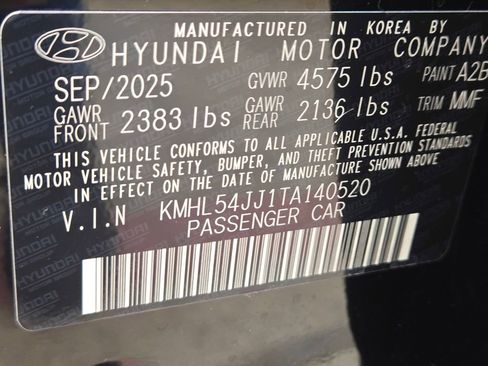 MANUFACTURED IN KOREA BY
HYUNDAI MOTOR COMPANY
SEP/2025 GVWR 4575 lbs PAINT A2B
GAWR FRONT 2383 lbs GAWR REAR 2136 lbs TRIM MMF
THIS VEHICLE CONFORMS TO ALL APPLICABLE U.S.A. FEDERAL
MOTOR VEHICLE SAFETY, BUMPER, AND THEFT PREVENTION STANDARDS
IN EFFECT ON THE DATE OF MANUFACTURE SHOWN ABOVE.
V.I.N KMHL54JJ1TA140520
PASSENGER CAR